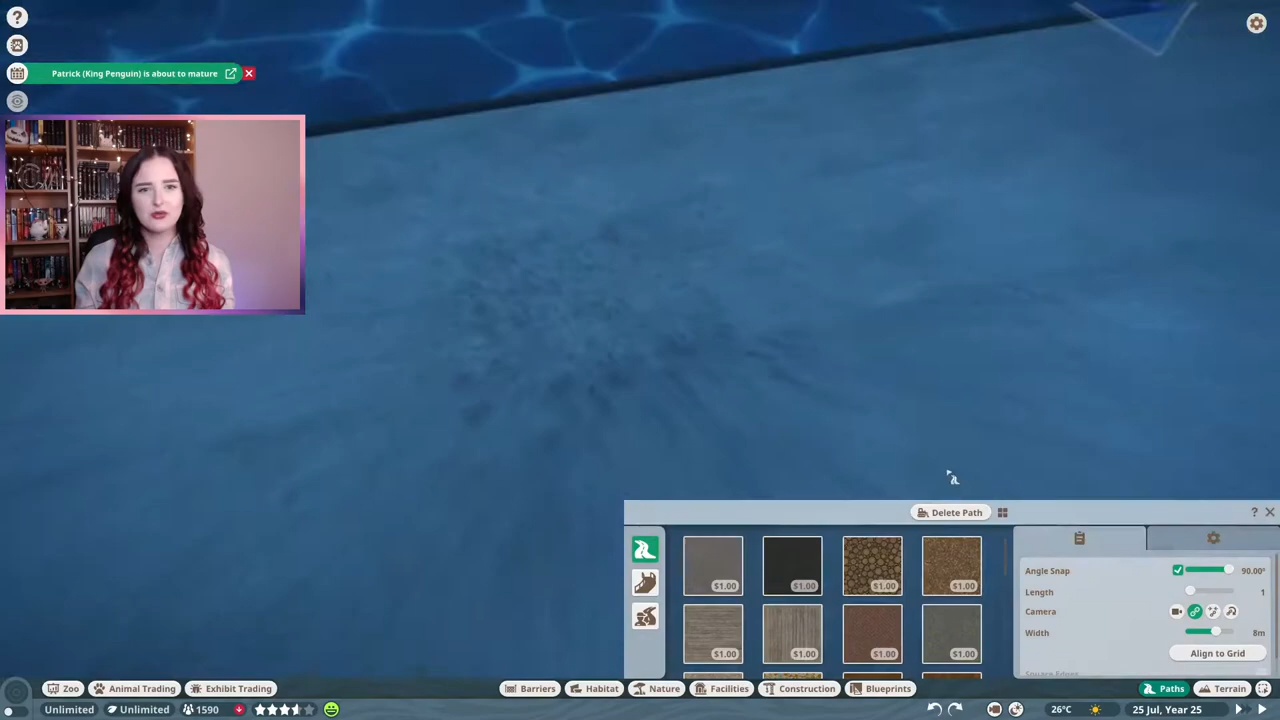 Patrick (King Penguin) is about to mature
Delete Path
$1.00 $1.00 $1.00 $1.00
$1.00 $1.00 $1.00 $1.00
Angle Snap 90.00°
Length 1
Camera
Width 8m
Align to Grid
Zoo Animal Trading Exhibit Trading Barriers Habitat Nature Facilities Construction Blueprints Paths Terrain
Unlimited Unlimited 1590 26°C 25 Jul, Year 25